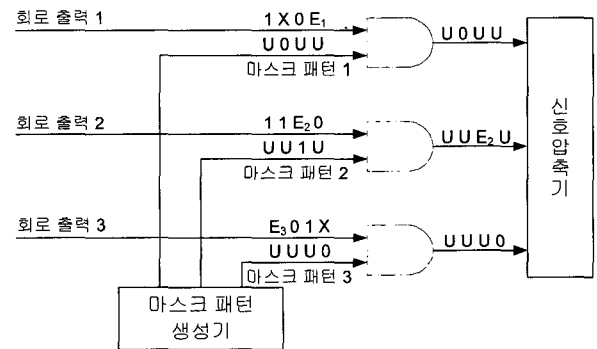 회로 출력 1
1 X 0 E₁
U 0 U U
마스크 패턴 1
U 0 U U
회로 출력 2
1 1 E₂ 0
U U 1 U
마스크 패턴 2
U U E₂ U
회로 출력 3
E₃ 0 1 X
U U U 0
마스크 패턴 3
U U U 0
신호압축기
마스크 패턴
생성기